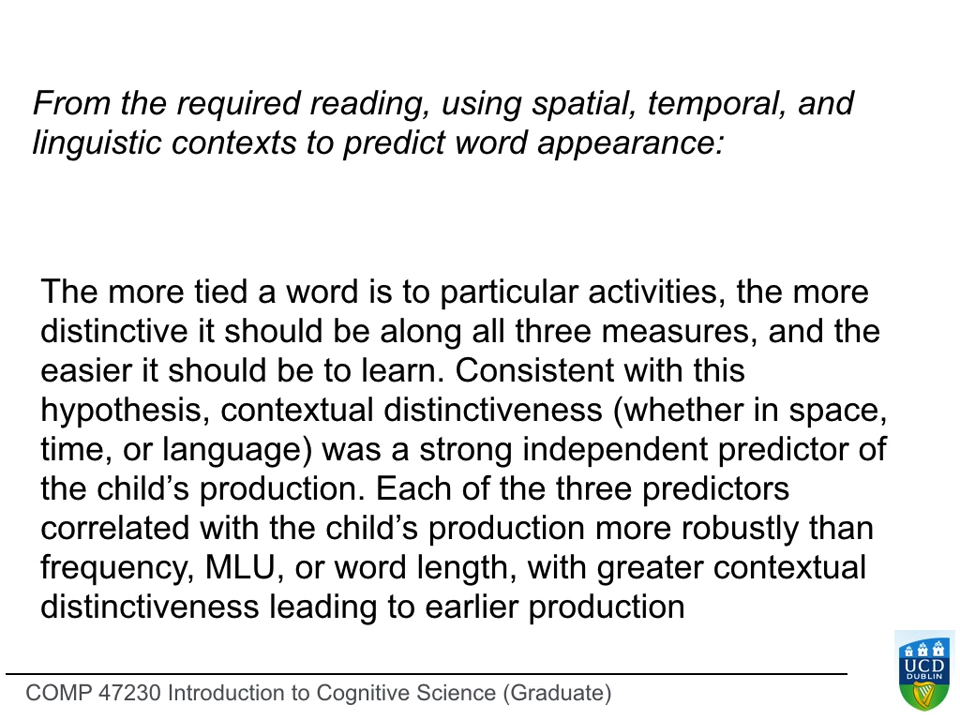 From the required reading, using spatial, temporal, and
linguistic contexts to predict word appearance:
The more tied a word is to particular activities, the more
distinctive it should be along all three measures, and the
easier it should be to learn. Consistent with this
hypothesis, contextual distinctiveness (whether in space,
time, or language) was a strong independent predictor of
the child’s production. Each of the three predictors
correlated with the child’s production more robustly than
frequency, MLU, or word length, with greater contextual
distinctiveness leading to earlier production
UCD
DUBLIN
COMP 47230 Introduction to Cognitive Science (Graduate)